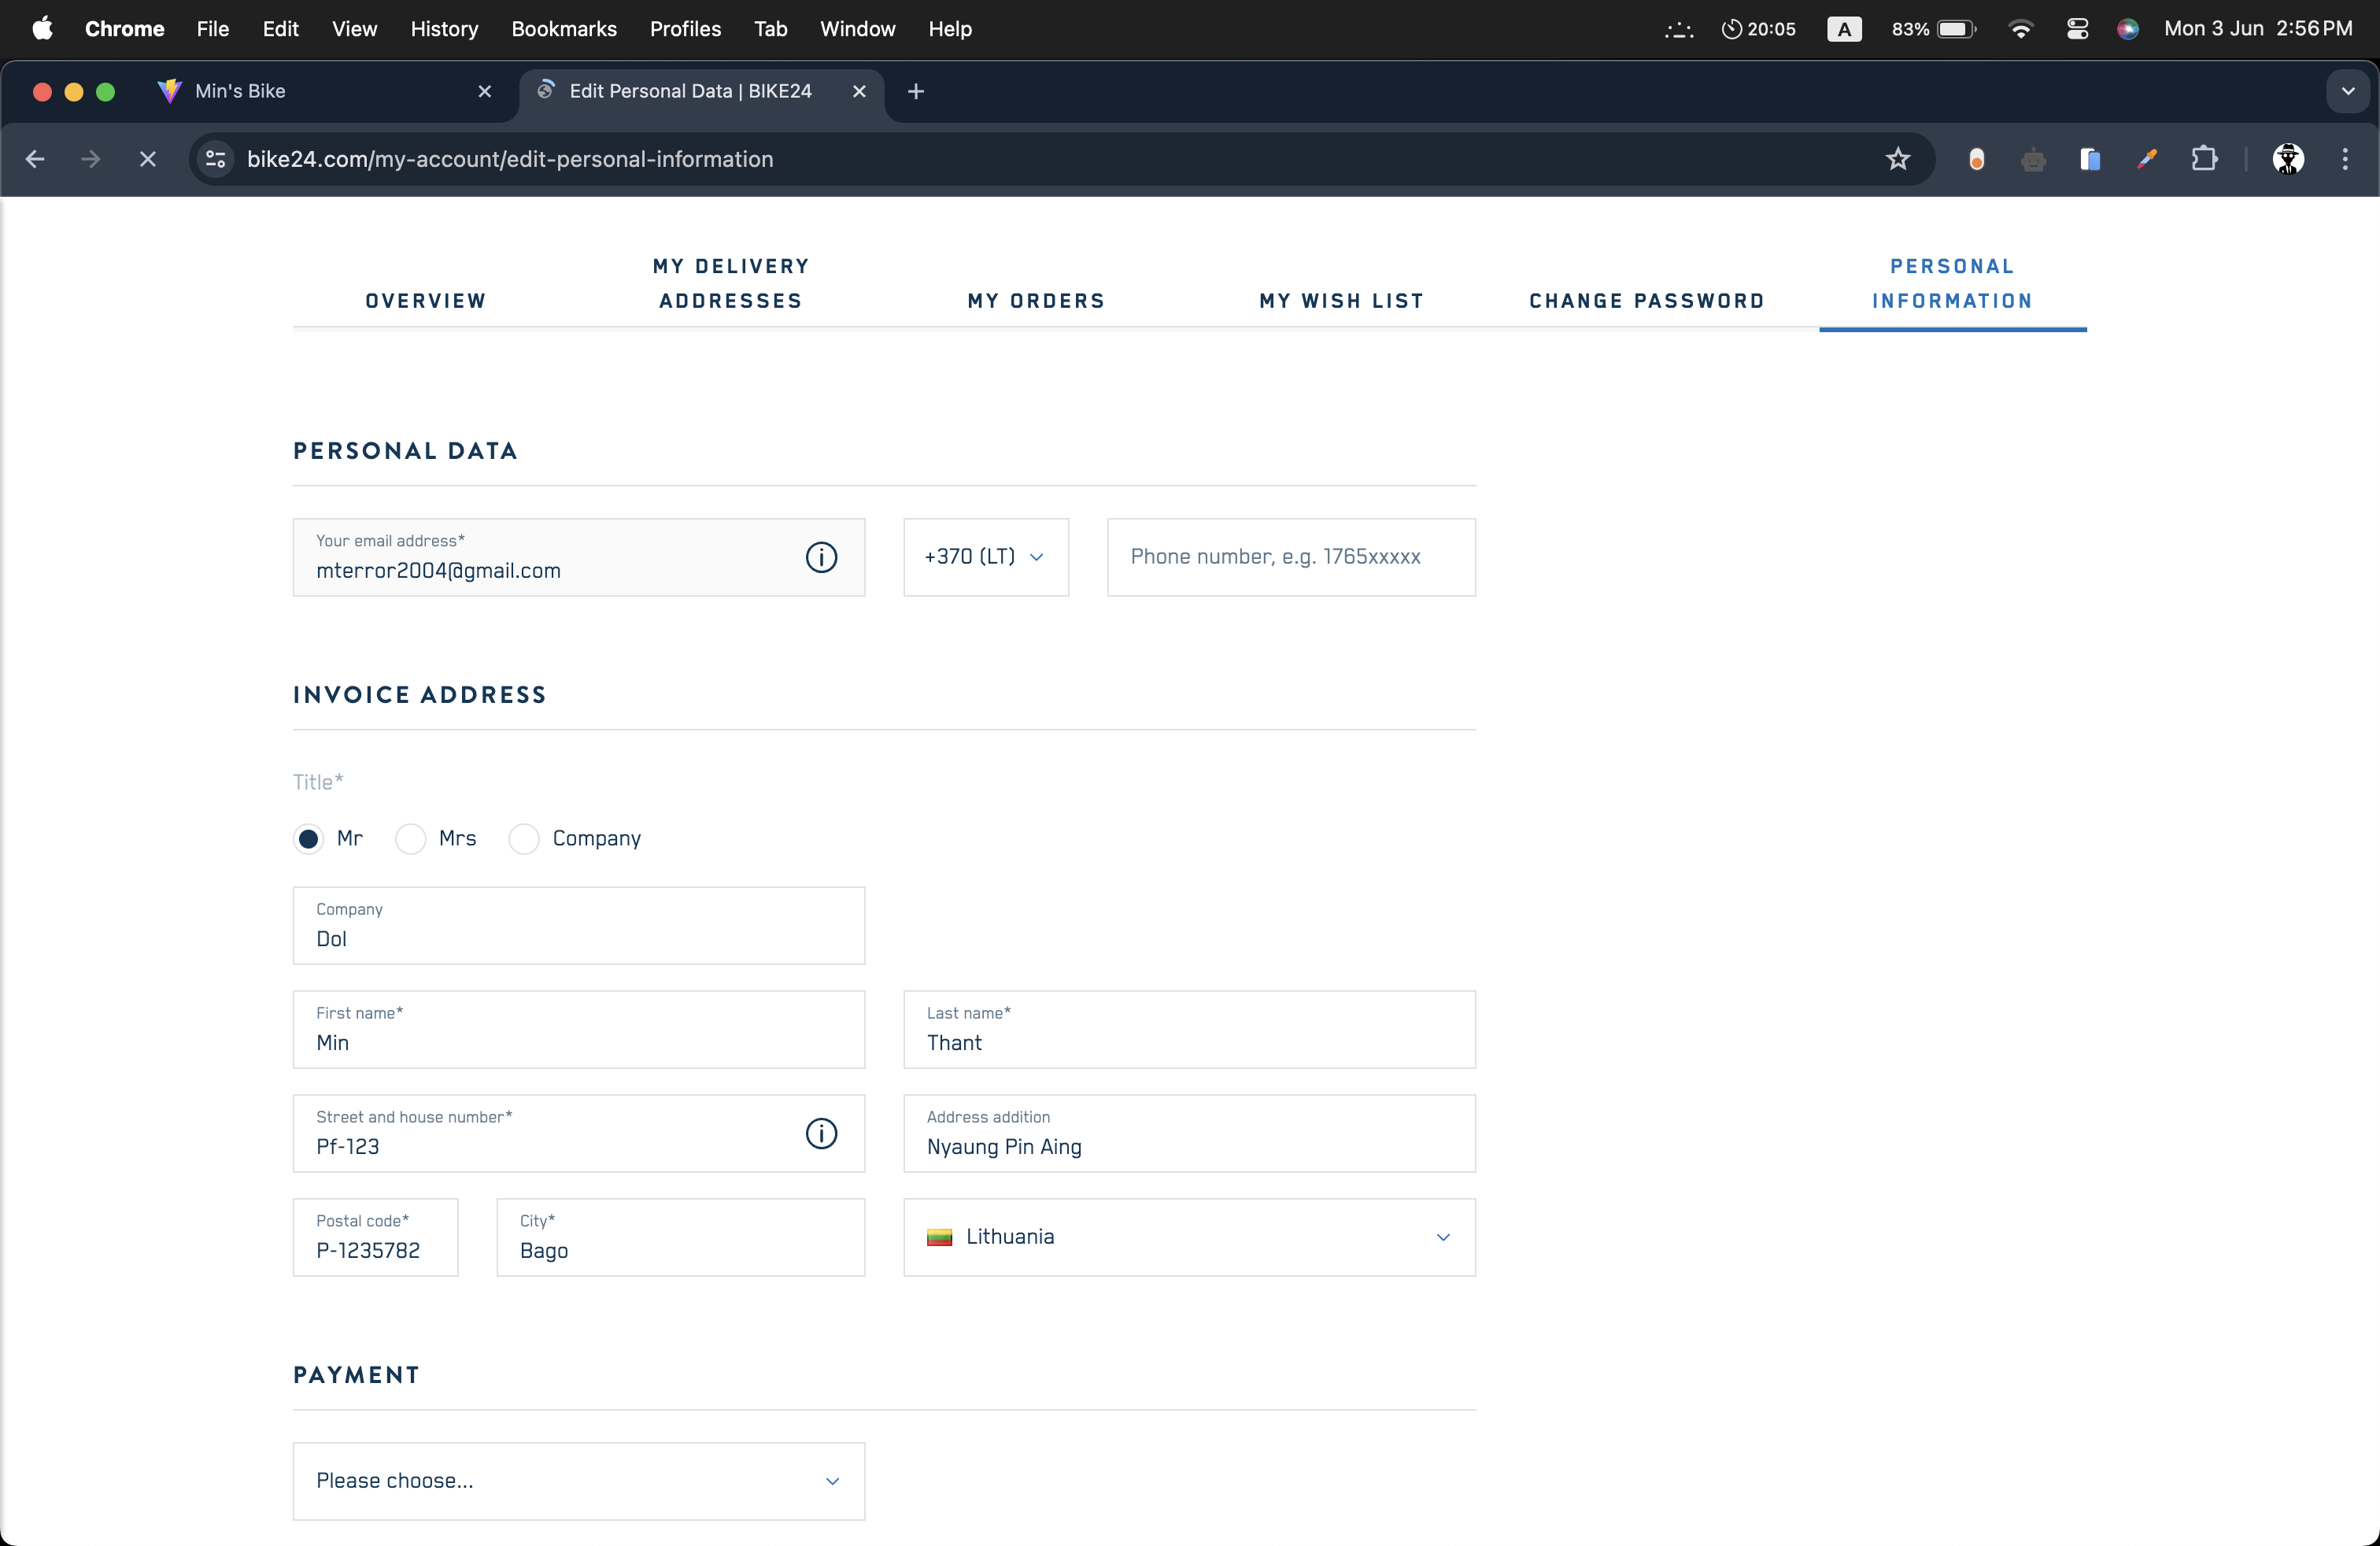 Chrome File Edit View History Bookmarks Profiles Tab Window Help 20:05 A 83% Mon 3 Jun 2:56 PM
Min's Bike Edit Personal Data | BIKE24
bike24.com/my-account/edit-personal-information
OVERVIEW
MY DELIVERY
ADDRESSES
MY ORDERS
MY WISH LIST
CHANGE PASSWORD
PERSONAL
INFORMATION
PERSONAL DATA
Your email address*
mterror2004@gmail.com
+370 (LT)
Phone number, e.g. 1765xxxxx
INVOICE ADDRESS
Title*
Mr Mrs Company
Company
Dol
First name*
Min
Last name*
Thant
Street and house number*
Pf-123
Address addition
Nyaung Pin Aing
Postal code*
P-1235782
City*
Bago
Lithuania
PAYMENT
Please choose...